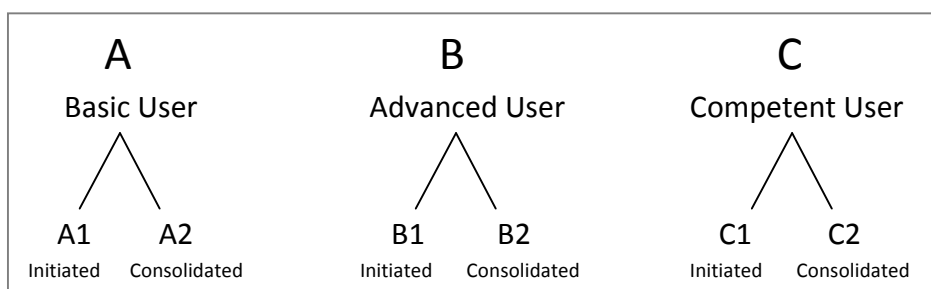 A B C
Basic User Advanced User Competent User
A1 A2 B1 B2 C1 C2
Initiated Consolidated Initiated Consolidated Initiated Consolidated